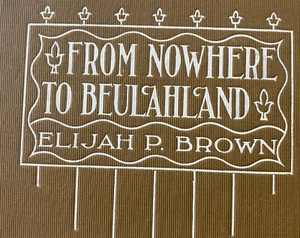 FROM NOWHERE
TO BEULAHLAND
ELIJAH P. BROWN